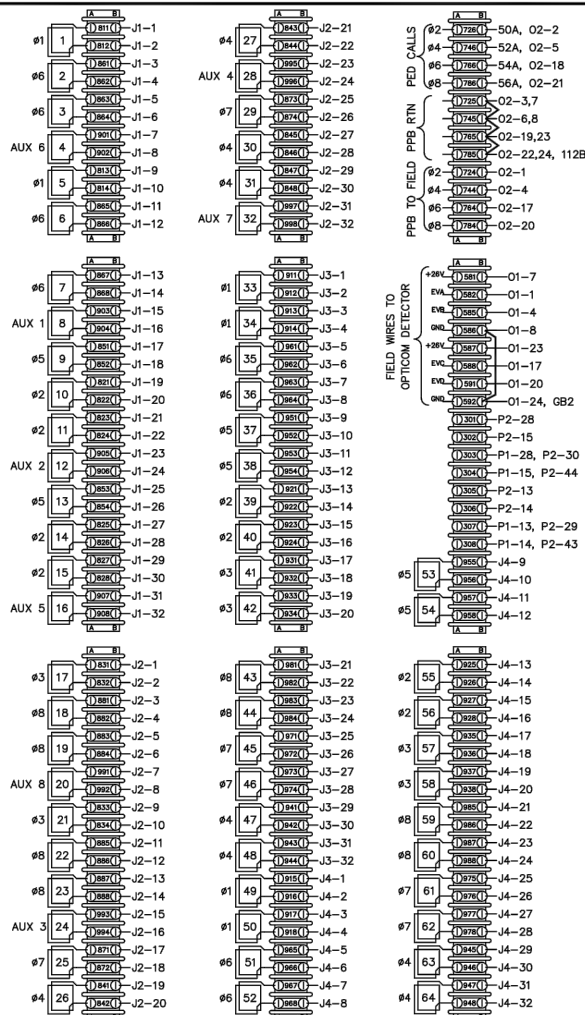 A B
ø1 1
811 J1-1
812 J1-2
ø6 2
861 J1-3
862 J1-4
ø6 3
863 J1-5
864 J1-6
AUX 6 4
901 J1-7
902 J1-8
ø1 5
813 J1-9
814 J1-10
ø6 6
865 J1-11
866 J1-12
A B
A B
ø6 7
867 J1-13
868 J1-14
AUX 1 8
903 J1-15
904 J1-16
ø5 9
851 J1-17
852 J1-18
ø2 10
821 J1-19
822 J1-20
ø2 11
823 J1-21
824 J1-22
AUX 2 12
905 J1-23
906 J1-24
ø5 13
853 J1-25
854 J1-26
ø2 14
825 J1-27
826 J1-28
ø2 15
827 J1-29
828 J1-30
AUX 5 16
907 J1-31
908 J1-32
A B
A B
ø3 17
831 J2-1
832 J2-2
ø8 18
881 J2-3
882 J2-4
ø8 19
883 J2-5
884 J2-6
AUX 8 20
991 J2-7
992 J2-8
ø3 21
833 J2-9
834 J2-10
ø8 22
885 J2-11
886 J2-12
ø8 23
887 J2-13
888 J2-14
AUX 3 24
993 J2-15
994 J2-16
ø7 25
871 J2-17
872 J2-18
ø4 26
841 J2-19
842 J2-20
A B
ø4 27
843 J2-21
844 J2-22
AUX 4 28
995 J2-23
996 J2-24
ø7 29
873 J2-25
874 J2-26
ø4 30
845 J2-27
846 J2-28
ø4 31
847 J2-29
848 J2-30
AUX 7 32
997 J2-31
998 J2-32
A B
A B
ø1 33
911 J3-1
912 J3-2
ø1 34
913 J3-3
914 J3-4
ø6 35
961 J3-5
962 J3-6
ø6 36
963 J3-7
964 J3-8
ø5 37
951 J3-9
952 J3-10
ø5 38
953 J3-11
954 J3-12
ø2 39
921 J3-13
922 J3-14
ø2 40
923 J3-15
924 J3-16
ø3 41
931 J3-17
932 J3-18
ø3 42
933 J3-19
934 J3-20
A B
A B
ø8 43
981 J3-21
982 J3-22
ø8 44
983 J3-23
984 J3-24
ø7 45
971 J3-25
972 J3-26
ø7 46
973 J3-27
974 J3-28
ø4 47
941 J3-29
942 J3-30
ø4 48
943 J3-31
944 J3-32
ø1 49
915 J4-1
916 J4-2
ø1 50
917 J4-3
918 J4-4
ø6 51
965 J4-5
966 J4-6
ø6 52
967 J4-7
968 J4-8
A B
PED CALLS
ø2 726 50A, O2-2
ø4 746 52A, O2-5
ø6 766 54A, O2-18
ø8 786 56A, O2-21
PPB RTN
725 O2-3,7
745 O2-6,8
765 O2-19,23
785 O2-22,24, 112B
PPB TO FIELD
ø2 724 O2-1
ø4 744 O2-4
ø6 764 O2-17
ø8 784 O2-20
A B
A B
FIELD WIRES TO
OPTICOM DETECTOR
+26V 581 O1-7
EVA 582 O1-1
EVB 585 O1-4
GND 586 O1-8
+26V 587 O1-23
EVC 588 O1-17
EVD 591 O1-20
GND 592 O1-24, GB2
301 P2-28
302 P2-15
303 P1-28, P2-30
304 P1-15, P2-44
305 P2-13
306 P2-14
307 P1-13, P2-29
308 P1-14, P2-43
ø5 53
955 J4-9
956 J4-10
ø5 54
957 J4-11
958 J4-12
A B
A B
ø2 55
925 J4-13
926 J4-14
ø2 56
927 J4-15
928 J4-16
ø3 57
935 J4-17
936 J4-18
ø3 58
937 J4-19
938 J4-20
ø8 59
985 J4-21
986 J4-22
ø8 60
987 J4-23
988 J4-24
ø7 61
975 J4-25
976 J4-26
ø7 62
977 J4-27
978 J4-28
ø4 63
945 J4-29
946 J4-30
ø4 64
947 J4-31
948 J4-32